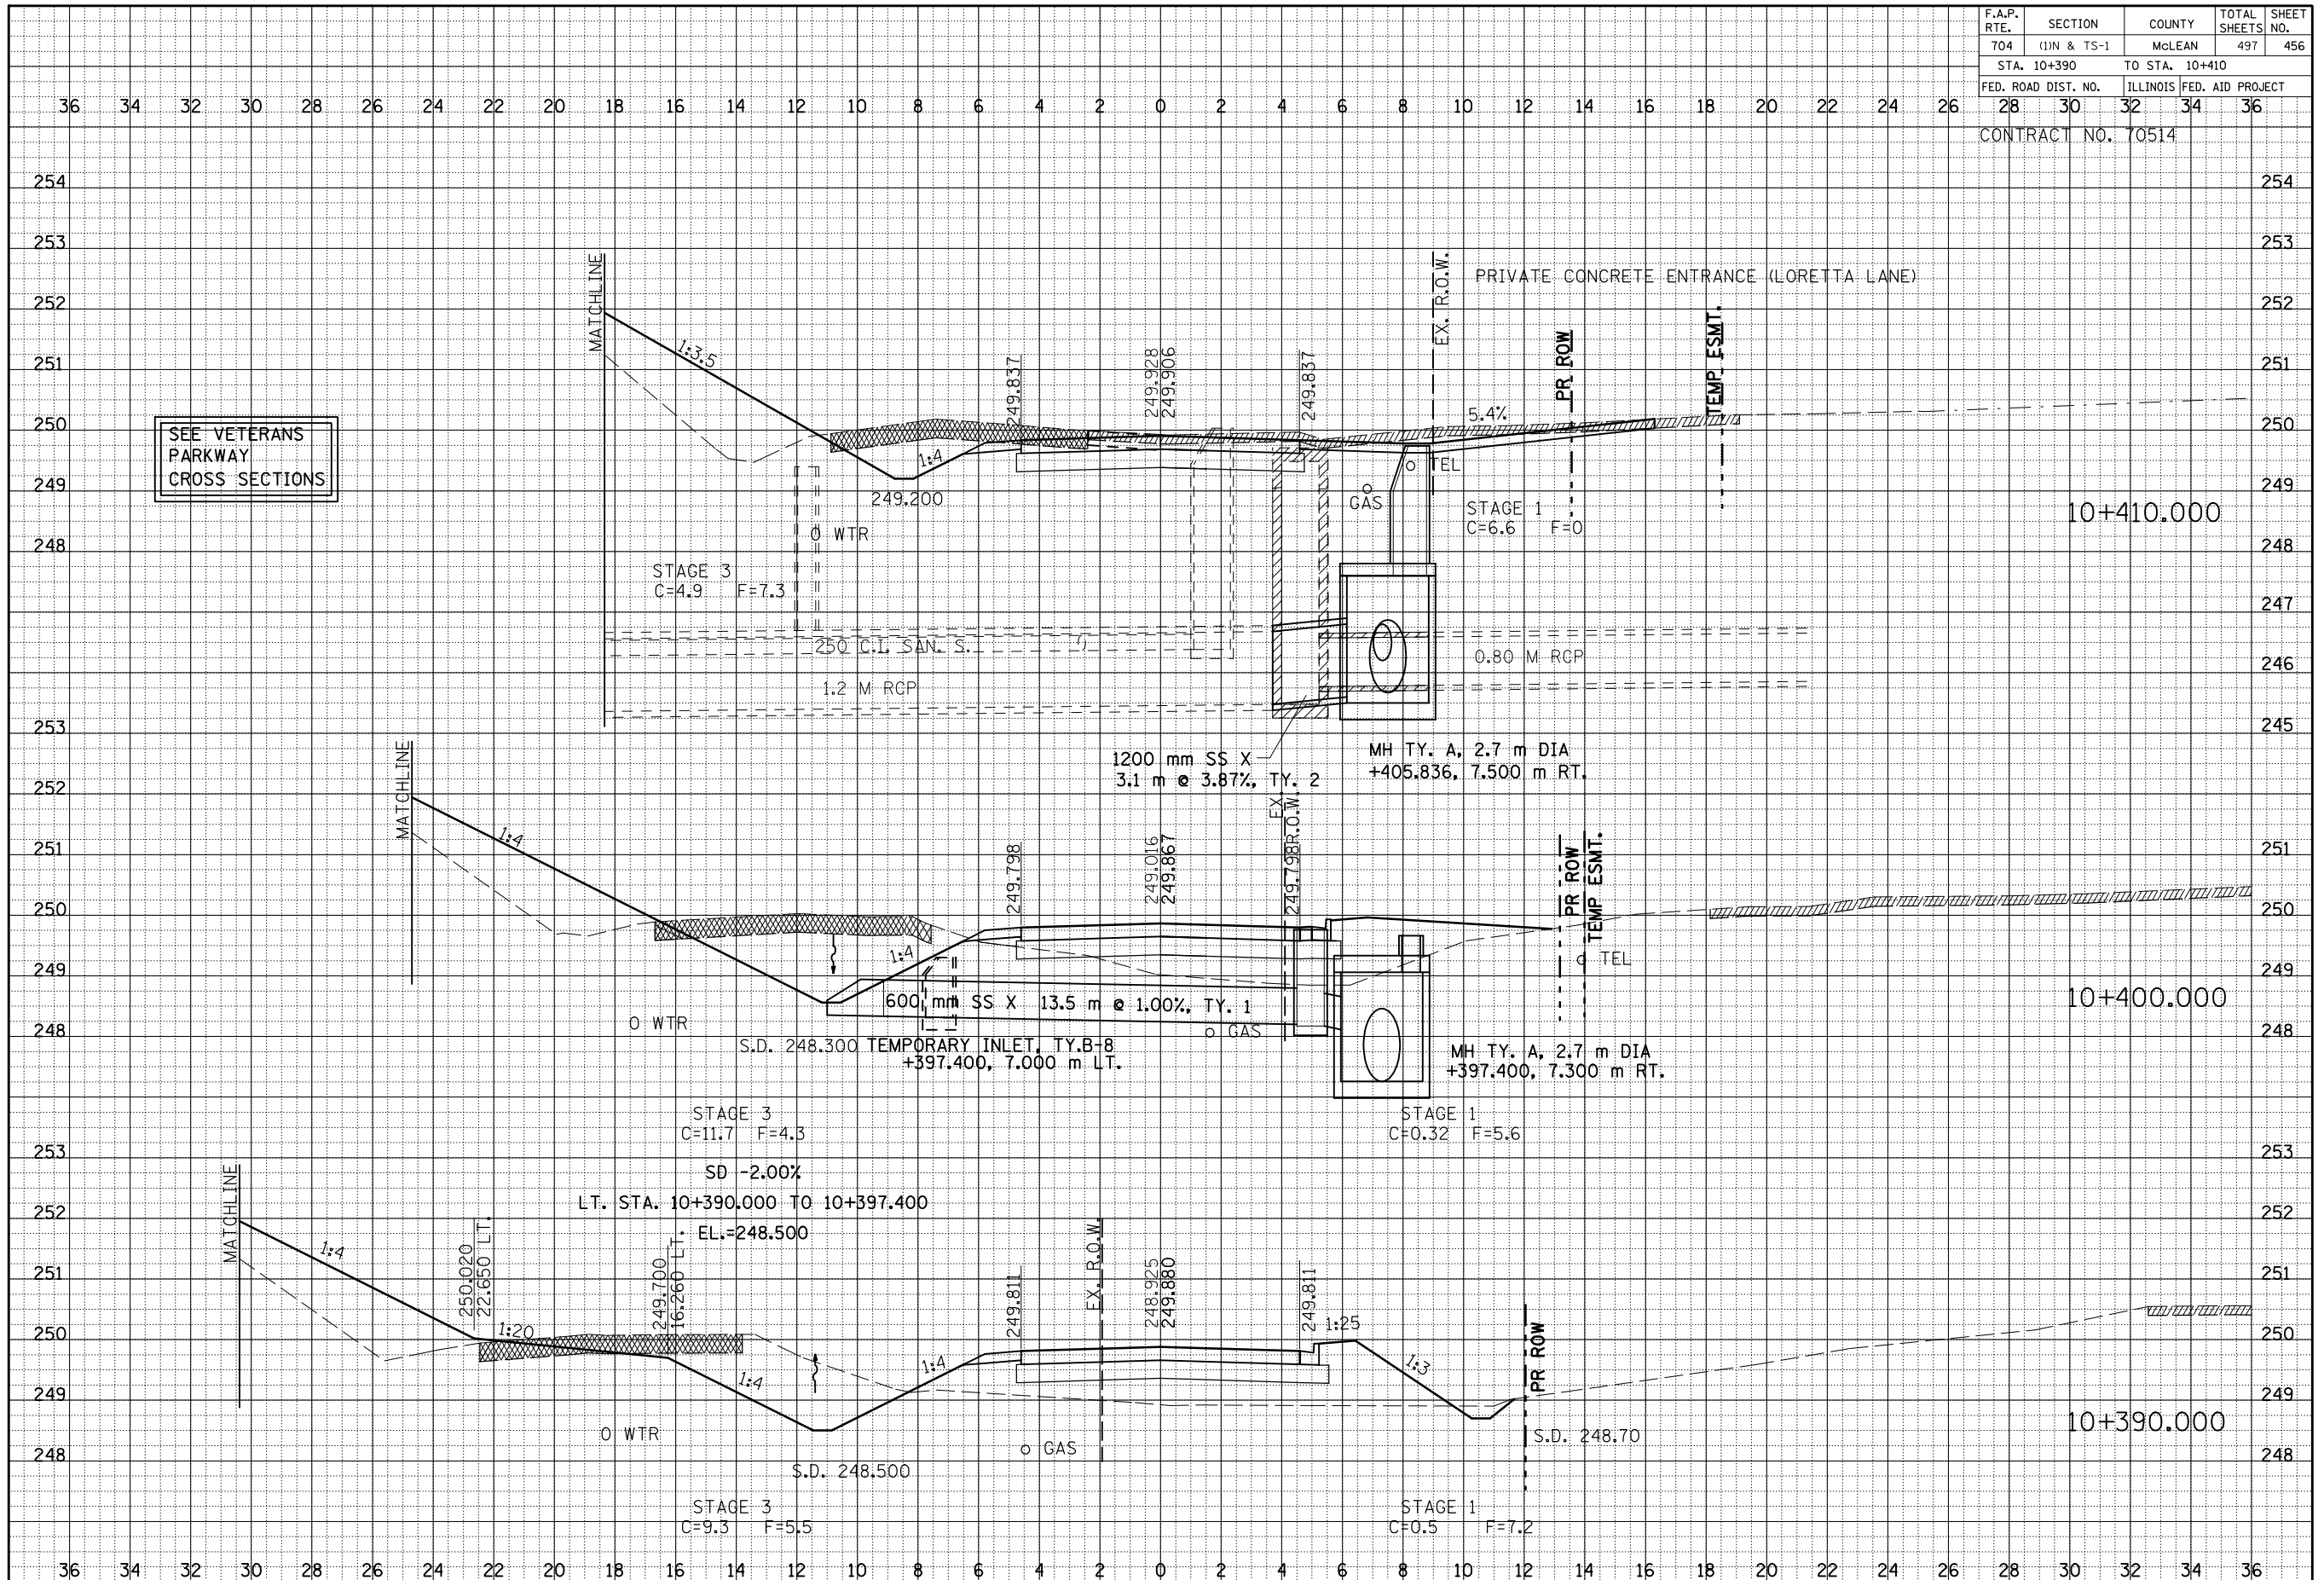 F.A.P. RTE. SECTION COUNTY TOTAL SHEETS SHEET NO.
704 (1)N & TS-1 McLEAN 497 456
STA. 10+390 TO STA. 10+410
FED. ROAD DIST. NO. ILLINOIS FED. AID PROJECT
36 34 32 30 28 26 24 22 20 18 16 14 12 10 8 6 4 2 0 2 4 6 8 10 12 14 16 18 20 22 24 26 28 30 32 34 36
CONTRACT NO. 70514
254 254
253 253
MATCHLINE
EX. R.O.W.
PRIVATE CONCRETE ENTRANCE (LORETTA LANE)
252 252
1:3.5
249.837
249.928
249.906
249.837
PR ROW
TEMP ESMT.
251 251
5.4%
250 250
SEE VETERANS
PARKWAY
CROSS SECTIONS
1:4
TEL
249 249
249.200
GAS
STAGE 1
C=6.6 F=0
10+410.000
O WTR
248 248
STAGE 3
C=4.9 F=7.3
247
250 C.I. SAN. S.
0.80 M RCP
246
1.2 M RCP
253 245
MATCHLINE
1200 mm SS X
3.1 m @ 3.87%, TY. 2
MH TY. A, 2.7 m DIA
+405.836, 7.500 m RT.
252
EX. R.O.W.
1:4
251 251
249.798
249.016
249.867
249.798
PR ROW
TEMP ESMT.
250 250
1:4
TEL
249 249
600 mm SS X 13.5 m @ 1.00%, TY. 1
10+400.000
O WTR
GAS
248 248
S.D. 248.300
TEMPORARY INLET, TY.B-8
+397.400, 7.000 m LT.
MH TY. A, 2.7 m DIA
+397.400, 7.300 m RT.
STAGE 3
C=11.7 F=4.3
STAGE 1
C=0.32 F=5.6
253 253
MATCHLINE
SD -2.00%
LT. STA. 10+390.000 TO 10+397.400
EL.=248.500
252 252
1:4
250.020
22.650 LT.
249.700
16.260 LT.
249.811
EX. R.O.W.
248.925
249.880
249.811
251 251
1:20
1:25
PR ROW
250 250
1:4
1:4
1:3
249 249
10+390.000
O WTR
GAS
S.D. 248.70
248 248
S.D. 248.500
STAGE 3
C=9.3 F=5.5
STAGE 1
C=0.5 F=7.2
36 34 32 30 28 26 24 22 20 18 16 14 12 10 8 6 4 2 0 2 4 6 8 10 12 14 16 18 20 22 24 26 28 30 32 34 36